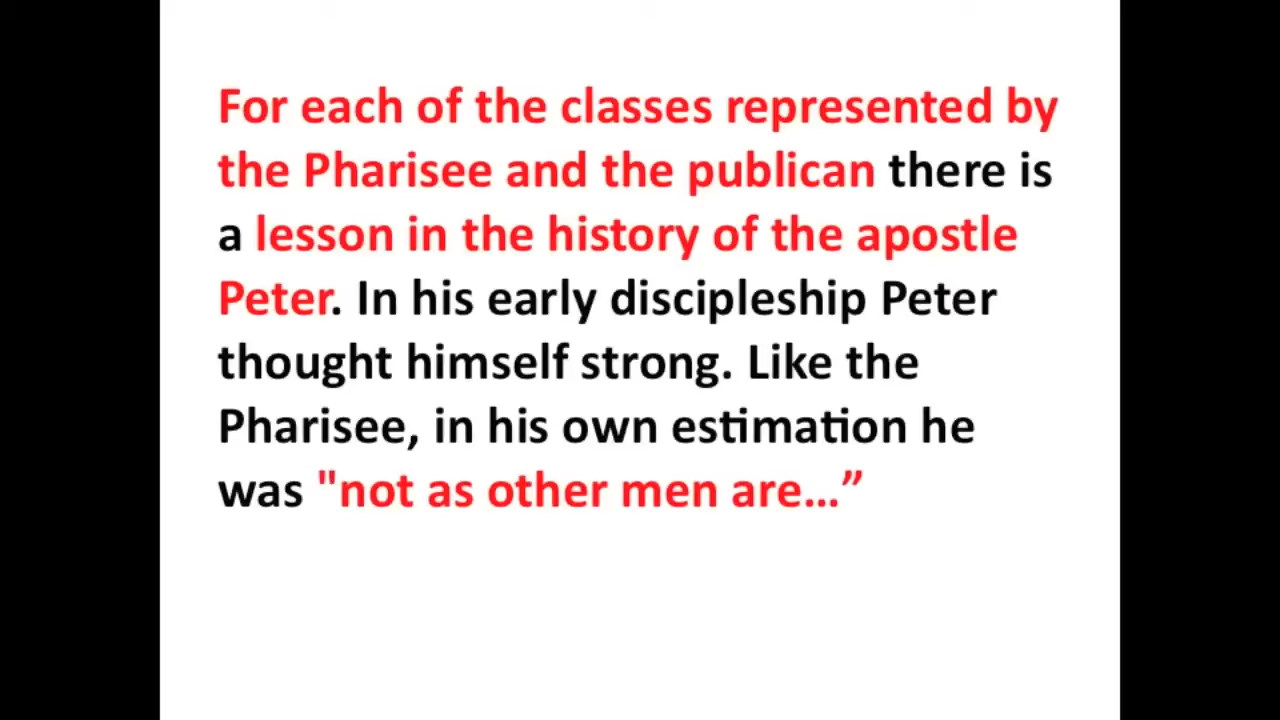 For each of the classes represented by
the Pharisee and the publican there is
a lesson in the history of the apostle
Peter. In his early discipleship Peter
thought himself strong. Like the
Pharisee, in his own estimation he
was "not as other men are…”